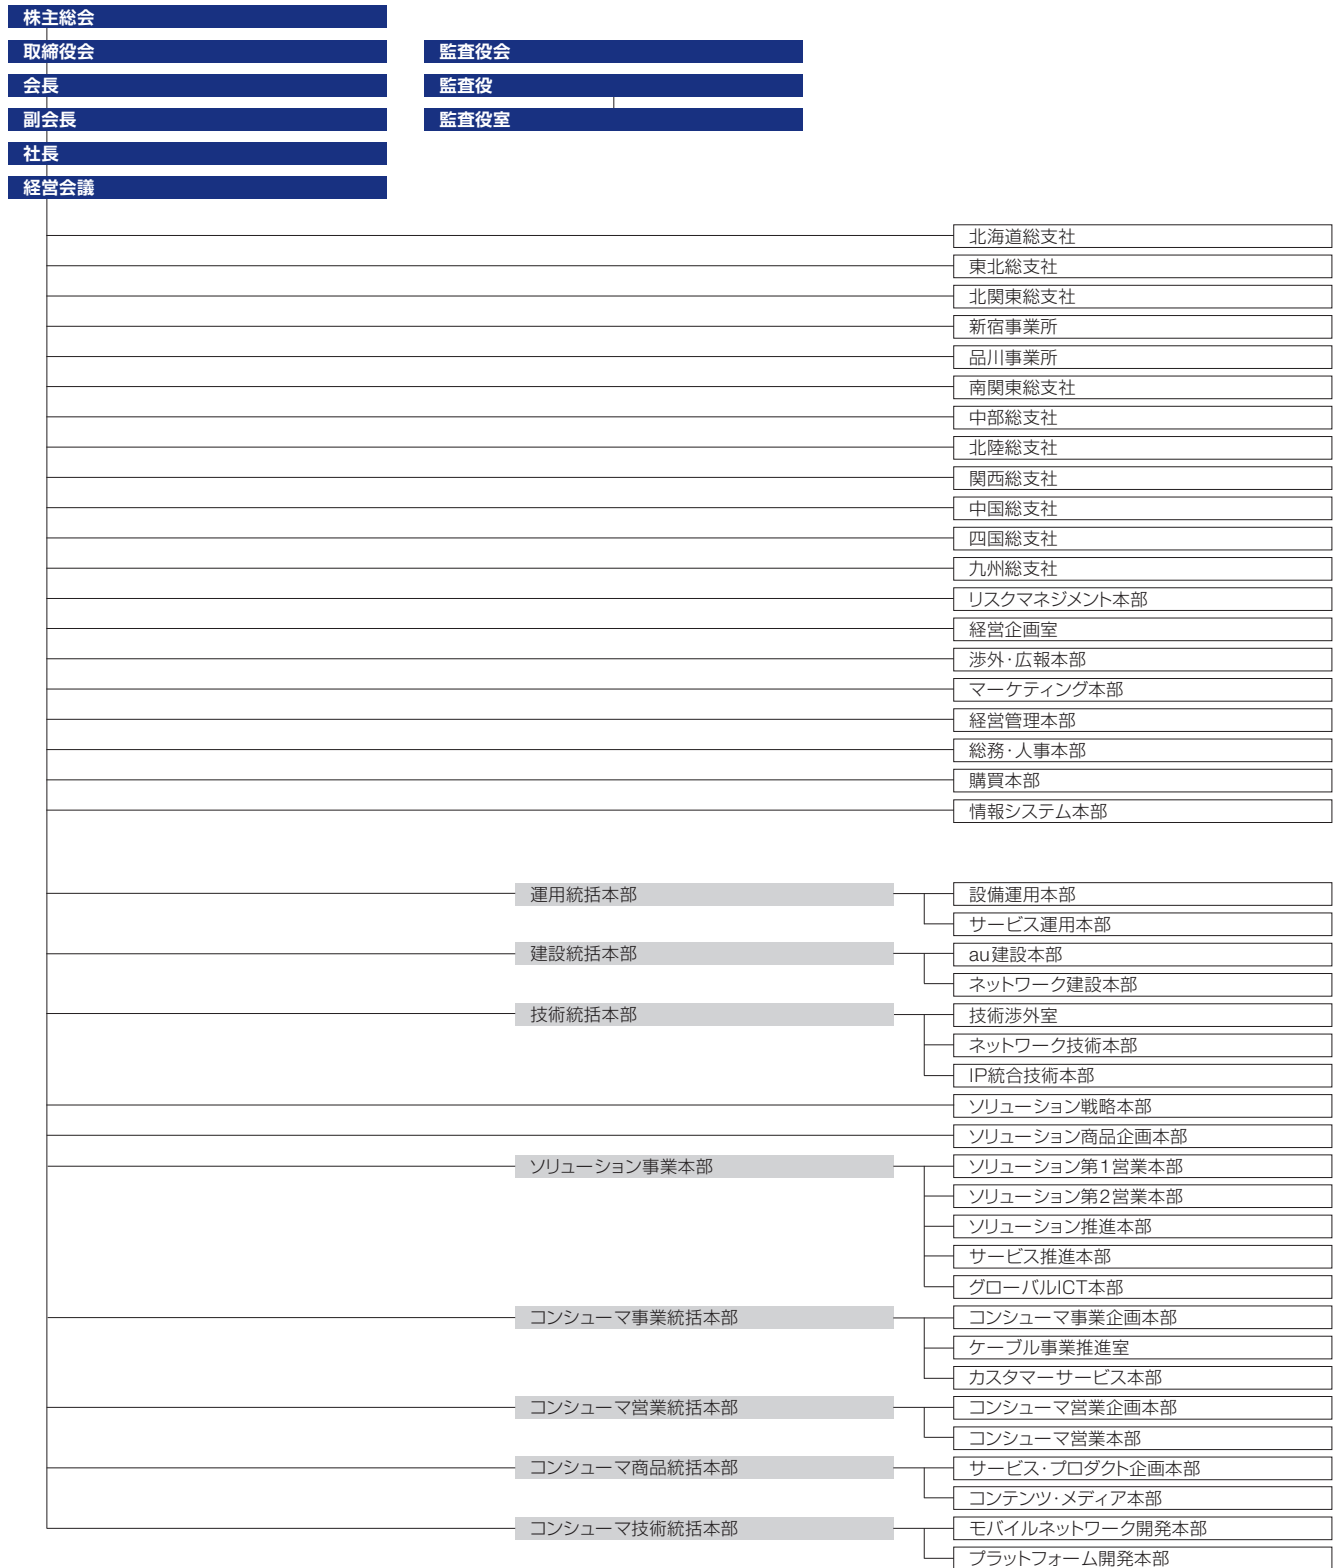 株主総会
取締役会
監査役会
会長
監査役
副会長
監査役室
社長
経営会議
北海道総支社
東北総支社
北関東総支社
新宿事業所
品川事業所
南関東総支社
中部総支社
北陸総支社
関西総支社
中国総支社
四国総支社
九州総支社
リスクマネジメント本部
経営企画室
渉外・広報本部
マーケティング本部
経営管理本部
総務・人事本部
購買本部
情報システム本部
運用統括本部
設備運用本部
サービス運用本部
建設統括本部
au建設本部
ネットワーク建設本部
技術統括本部
技術渉外室
ネットワーク技術本部
IP統合技術本部
ソリューション戦略本部
ソリューション商品企画本部
ソリューション事業本部
ソリューション第1営業本部
ソリューション第2営業本部
ソリューション推進本部
サービス推進本部
グローバルICT本部
コンシューマ事業統括本部
コンシューマ事業企画本部
ケーブル事業推進室
カスタマーサービス本部
コンシューマ営業統括本部
コンシューマ営業企画本部
コンシューマ営業本部
コンシューマ商品統括本部
サービス・プロダクト企画本部
コンテンツ・メディア本部
コンシューマ技術統括本部
モバイルネットワーク開発本部
プラットフォーム開発本部